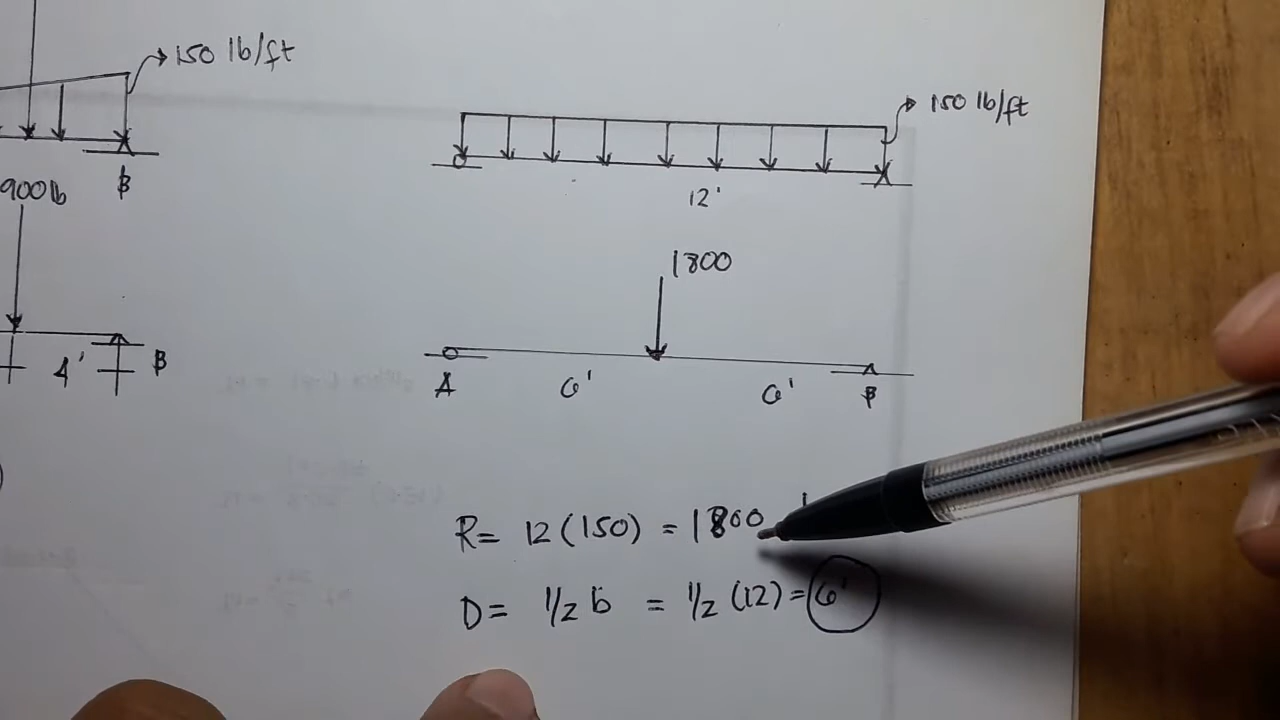 150 lb/ft
B
900lb
4' B
150 lb/ft
12'
1800
A 6' 6' B
R= 12(150) = 1800
D= 1/2 b = 1/2 (12) = 6'